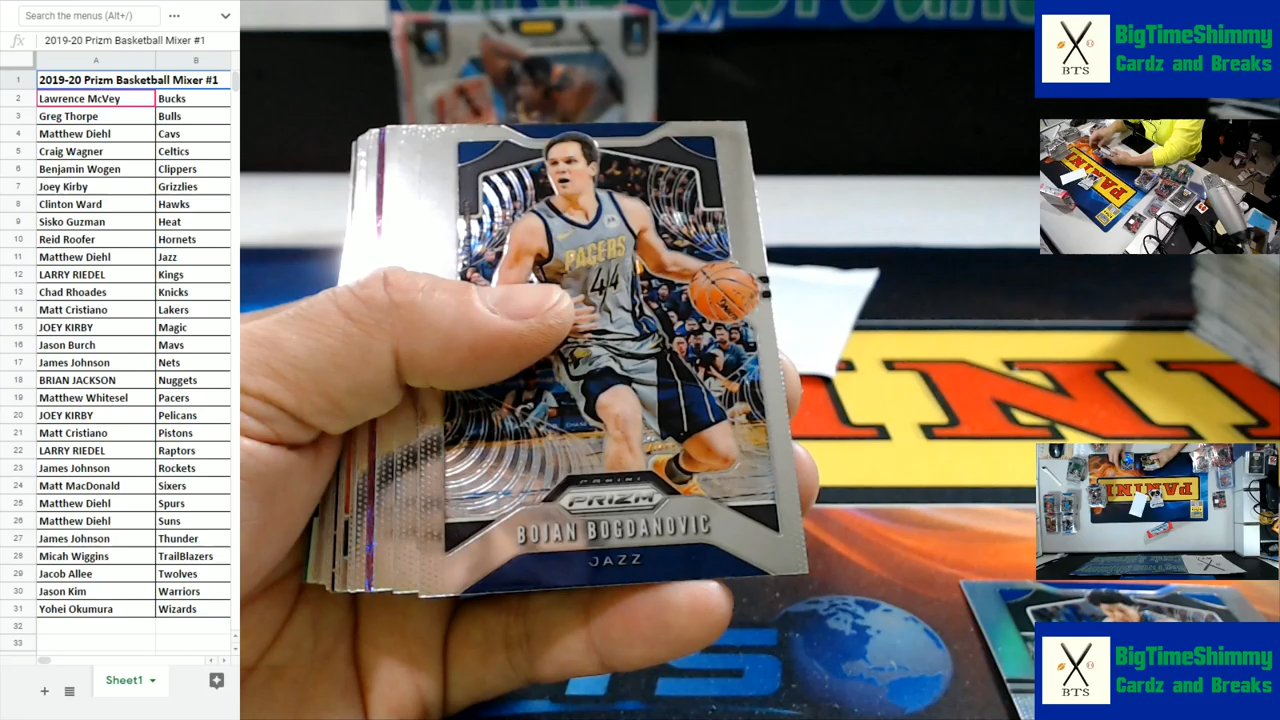 Search the menus (Alt+/)
fx 2019-20 Prizm Basketball Mixer #1
A B
1 2019-20 Prizm Basketball Mixer #1
2 Lawrence McVey Bucks
3 Greg Thorpe Bulls
4 Matthew Diehl Cavs
5 Craig Wagner Celtics
6 Benjamin Wogen Clippers
7 Joey Kirby Grizzlies
8 Clinton Ward Hawks
9 Sisko Guzman Heat
10 Reid Roofer Hornets
11 Matthew Diehl Jazz
12 LARRY RIEDEL Kings
13 Chad Rhoades Knicks
14 Matt Cristiano Lakers
15 JOEY KIRBY Magic
16 Jason Burch Mavs
17 James Johnson Nets
18 BRIAN JACKSON Nuggets
19 Matthew Whitesel Pacers
20 JOEY KIRBY Pelicans
21 Matt Cristiano Pistons
22 LARRY RIEDEL Raptors
23 James Johnson Rockets
24 Matt MacDonald Sixers
25 Matthew Diehl Spurs
26 Matthew Diehl Suns
27 James Johnson Thunder
28 Micah Wiggins TrailBlazers
29 Jacob Allee Twolves
30 Jason Kim Warriors
31 Yohei Okumura Wizards
32
33
Sheet1
PACERS
44
PANINI
PRIZM
BOJAN BOGDANOVIC
JAZZ
BTS
BigTimeShimmy
Cardz and Breaks
PANINI
PANINI
BTS
BigTimeShimmy
Cardz and Breaks